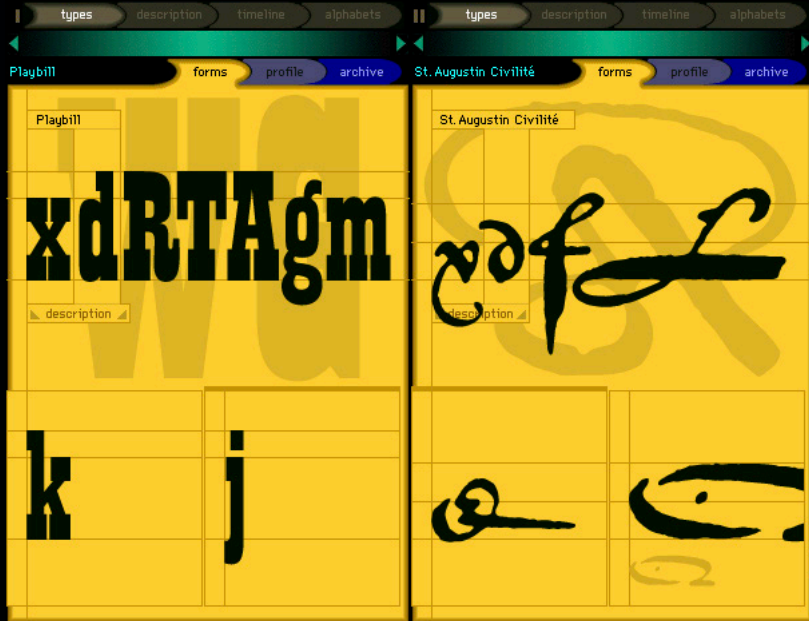 types description timeline alphabets
types description timeline alphabets
Playbill forms profile archive
St. Augustin Civilité forms profile archive
Playbill
wa
xdRTAgm
description
k
j
St. Augustin Civilité
description